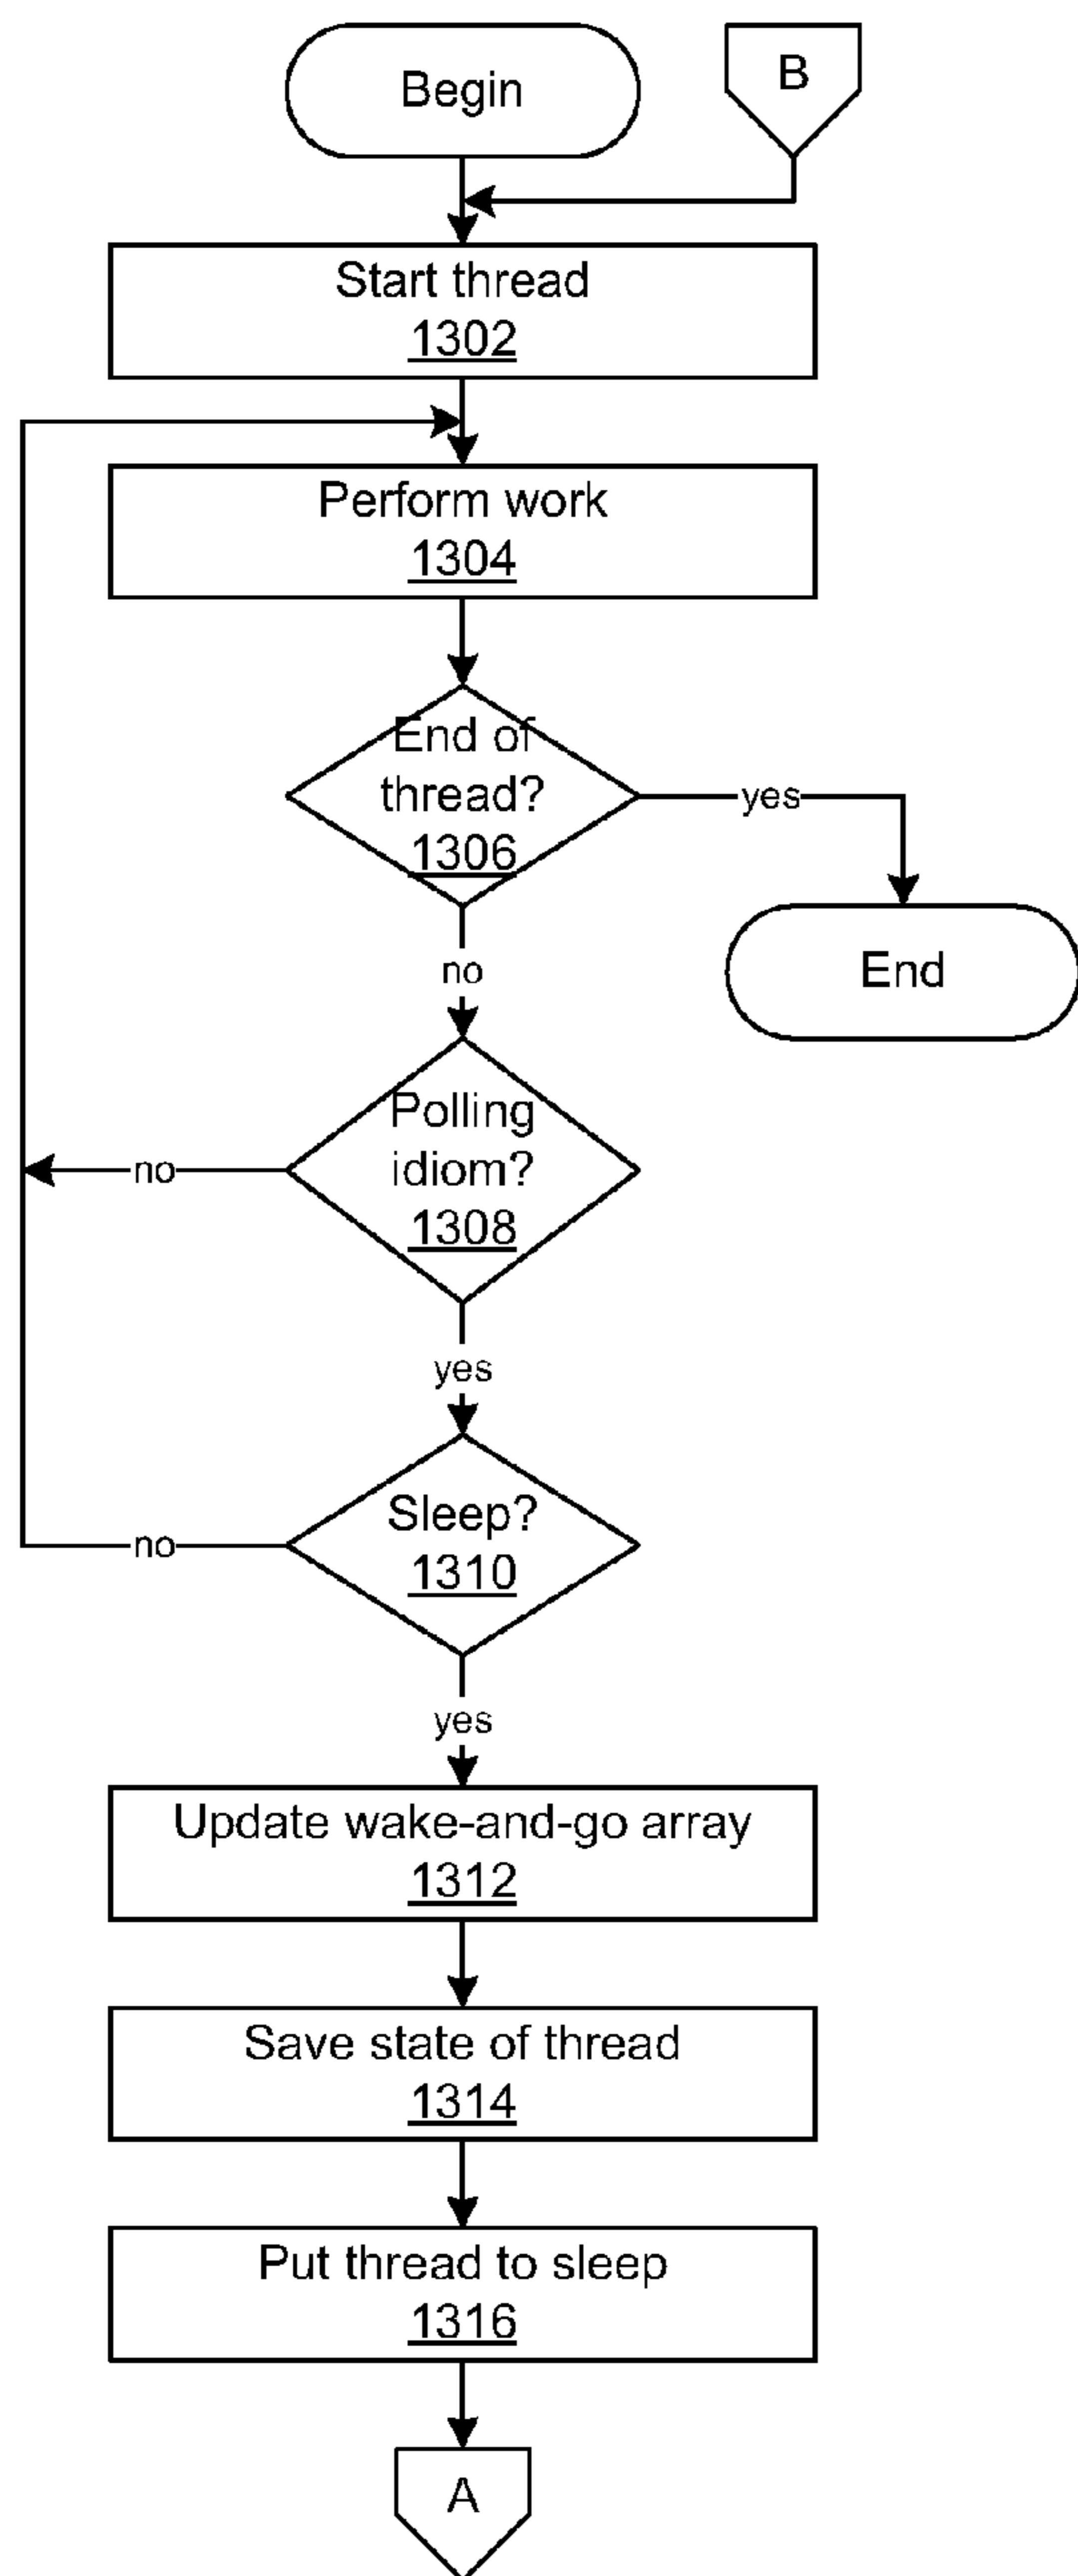 Begin
B
Start thread
1302
Perform work
1304
End of
thread?
1306
yes
End
no
Polling
idiom?
1308
no
yes
Sleep?
1310
no
yes
Update wake-and-go array
1312
Save state of thread
1314
Put thread to sleep
1316
A